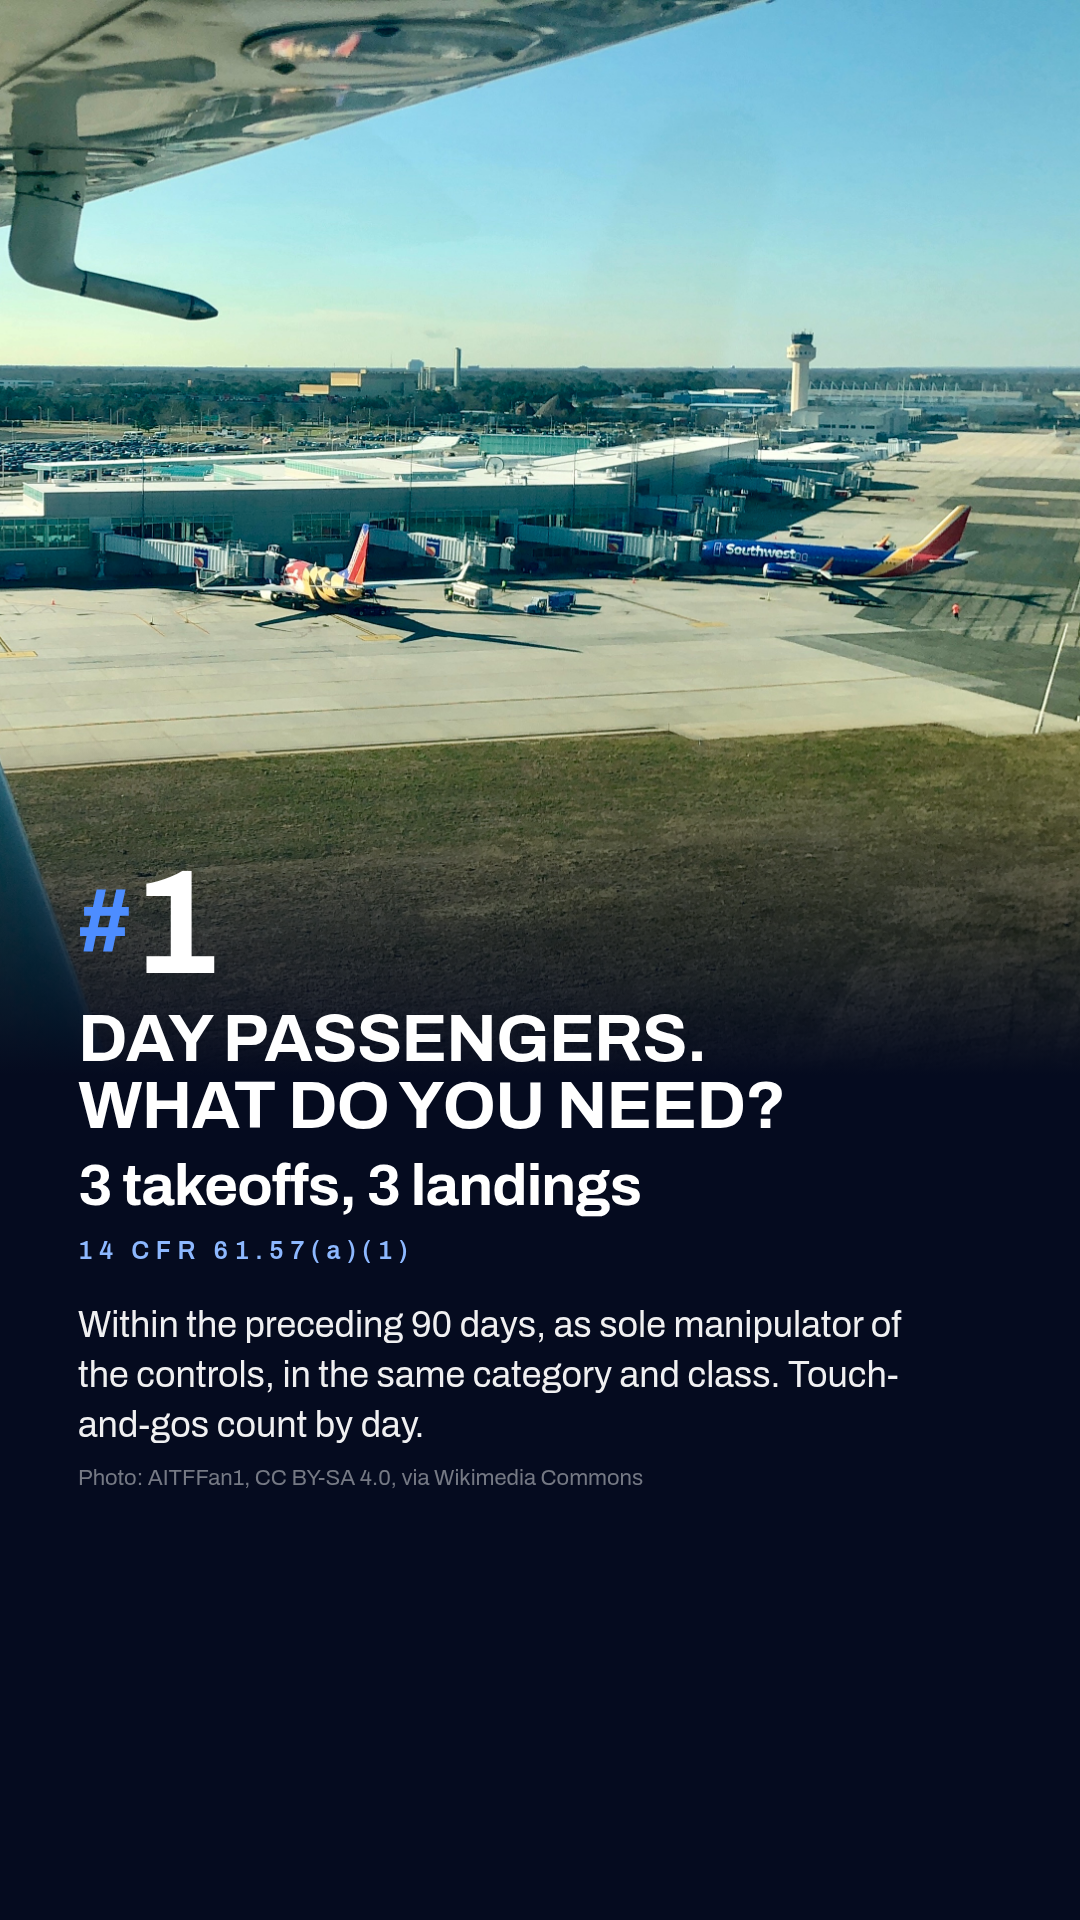 Southwest
#1
DAY PASSENGERS.
WHAT DO YOU NEED?
3 takeoffs, 3 landings
14 CFR 61.57(a)(1)
Within the preceding 90 days, as sole manipulator of
the controls, in the same category and class. Touch-
and-gos count by day.
Photo: AITFFan1, CC BY-SA 4.0, via Wikimedia Commons